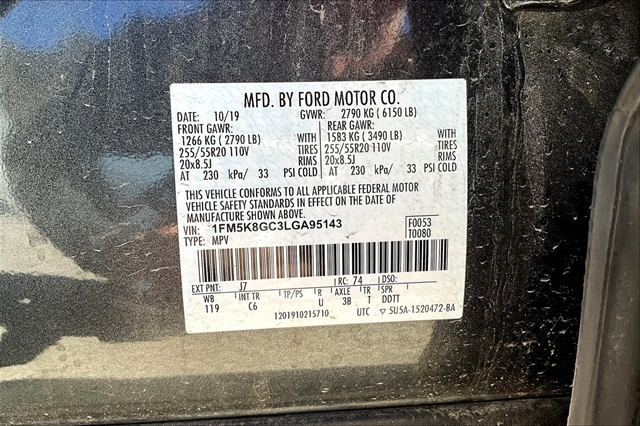 MFD. BY FORD MOTOR CO.
DATE: 10/19 GVWR: 2790 KG ( 6150 LB)
FRONT GAWR: REAR GAWR:
1266 KG ( 2790 LB) WITH 1583 KG ( 3490 LB) WITH
255/55R20 110V TIRES 255/55R20 110V TIRES
20x8.5J RIMS 20x8.5J RIMS
AT 230 kPa/ 33 PSI COLD AT 230 kPa/ 33 PSI COLD
THIS VEHICLE CONFORMS TO ALL APPLICABLE FEDERAL MOTOR
VEHICLE SAFETY STANDARDS IN EFFECT ON THE DATE OF
MANUFACTURE SHOWN ABOVE.
VIN: 1FM5K8GC3LGA95143 F0053
TYPE: MPV T0080
EXT PNT: J7 RC: 74 DSO:
WB INT TR TP/PS R AXLE TR SPR
119 C6 U 3B T DDTT
1201910215710 UTC ▽ 5U5A-1520472-BA